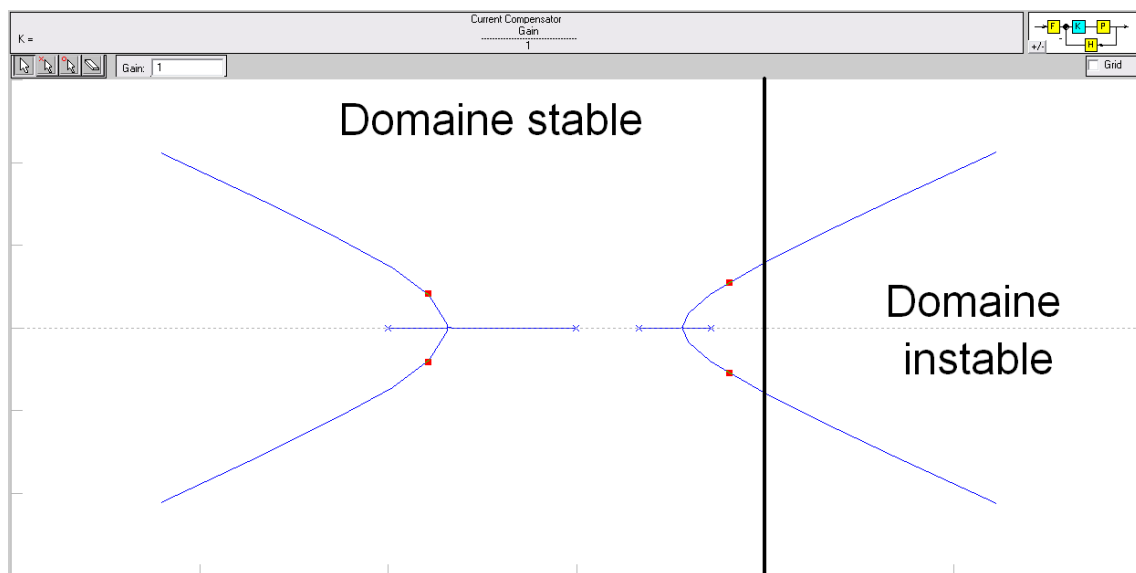 Current Compensator
Gain
K =
1
F
K
P
H
+/-
Gain: 1
Grid
Domaine stable
Domaine
instable